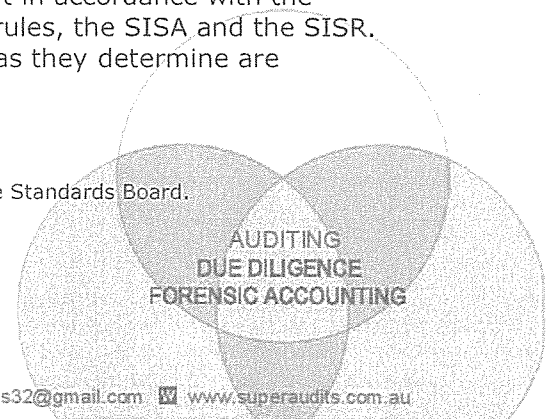 t in accordance with the
rules, the SISA and the SISR.
as they determine are
e Standards Board.
AUDITING
DUE DILIGENCE
FORENSIC ACCOUNTING
s32@gmail.com W www.superaudits.com.au